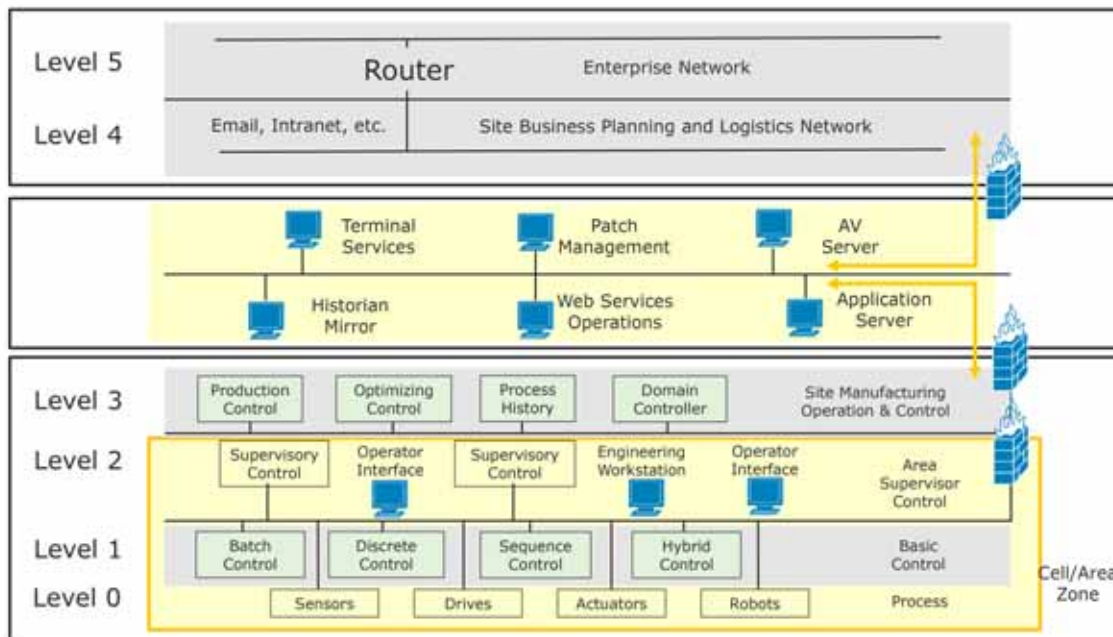 Level 5
Router
Enterprise Network
Level 4
Email, Intranet, etc.
Site Business Planning and Logistics Network
Terminal
Services
Patch
Management
AV
Server
Historian
Mirror
Web Services
Operations
Application
Server
Level 3
Production
Control
Optimizing
Control
Process
History
Domain
Controller
Site Manufacturing
Operation & Control
Level 2
Supervisory
Control
Operator
Interface
Supervisory
Control
Engineering
Workstation
Operator
Interface
Area
Supervisor
Control
Level 1
Batch
Control
Discrete
Control
Sequence
Control
Hybrid
Control
Basic
Control
Cell/Area
Zone
Level 0
Sensors
Drives
Actuators
Robots
Process